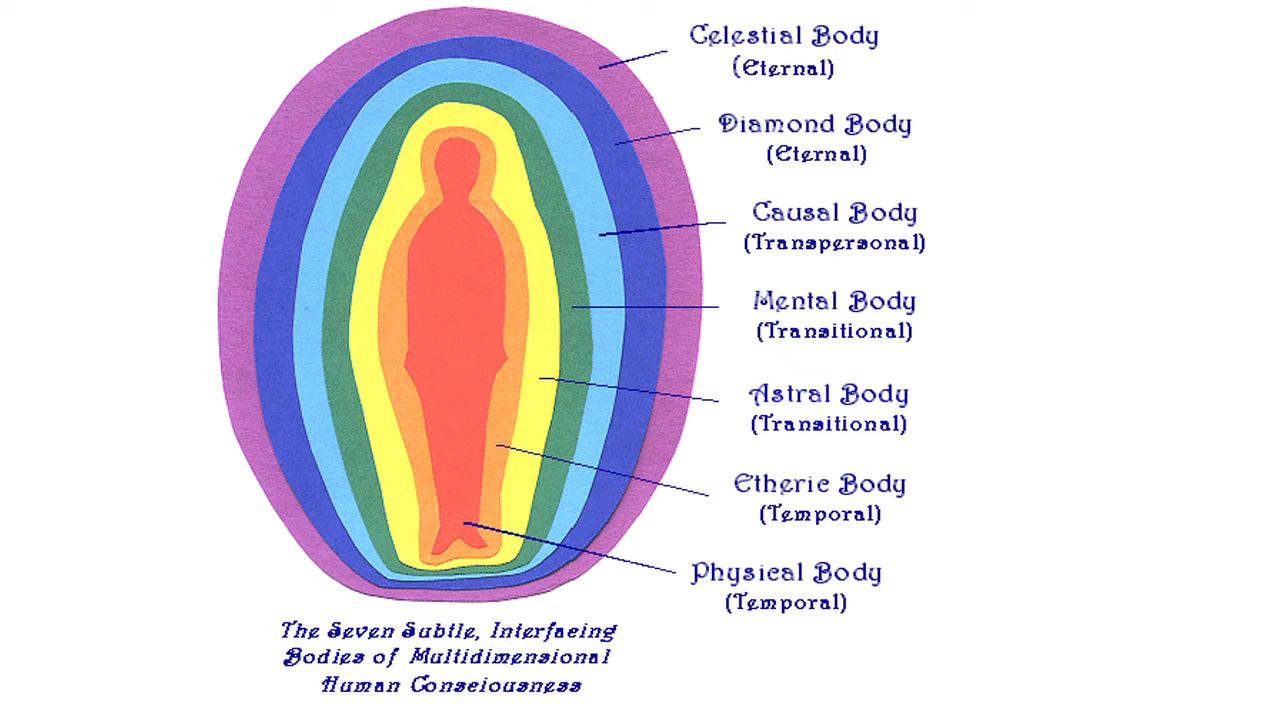 Celestial Body
(Eternal)
Diamond Body
(Eternal)
Causal Body
(Transpersonal)
Mental Body
(Transitional)
Astral Body
(Transitional)
Etheric Body
(Temporal)
Physical Body
(Temporal)
The Seven Subtle, Interfacing
Bodies of Multidimensional
Human Consciousness